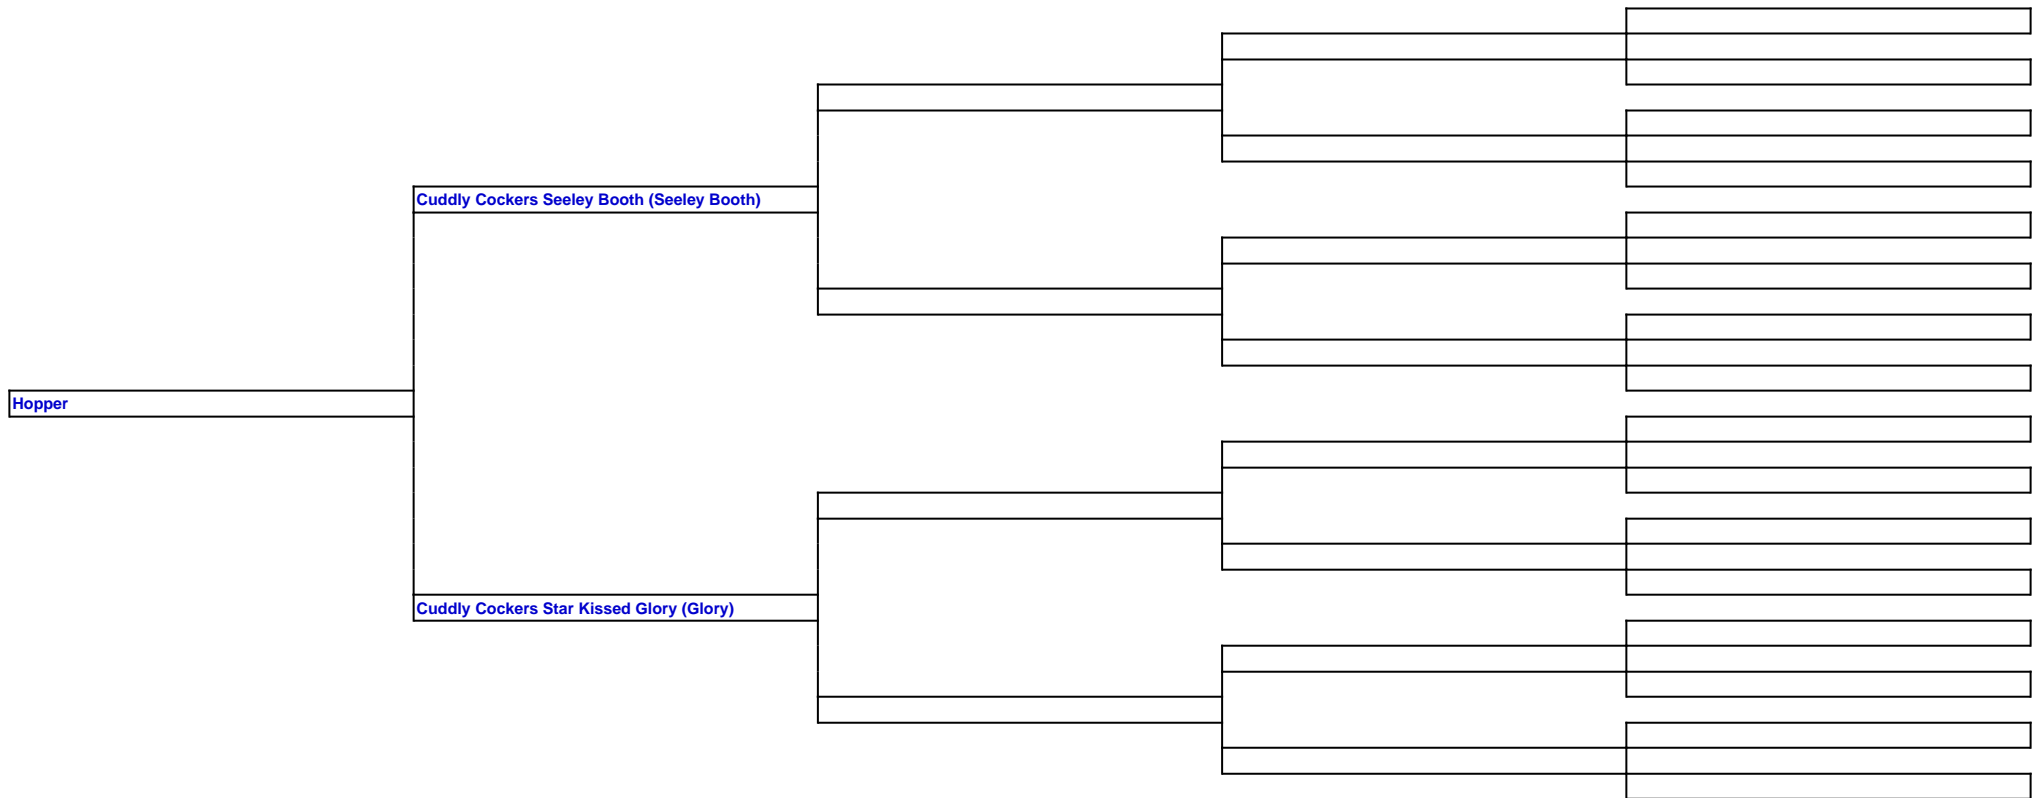 Cuddly Cockers Seeley Booth (Seeley Booth)
Hopper
Cuddly Cockers Star Kissed Glory (Glory)